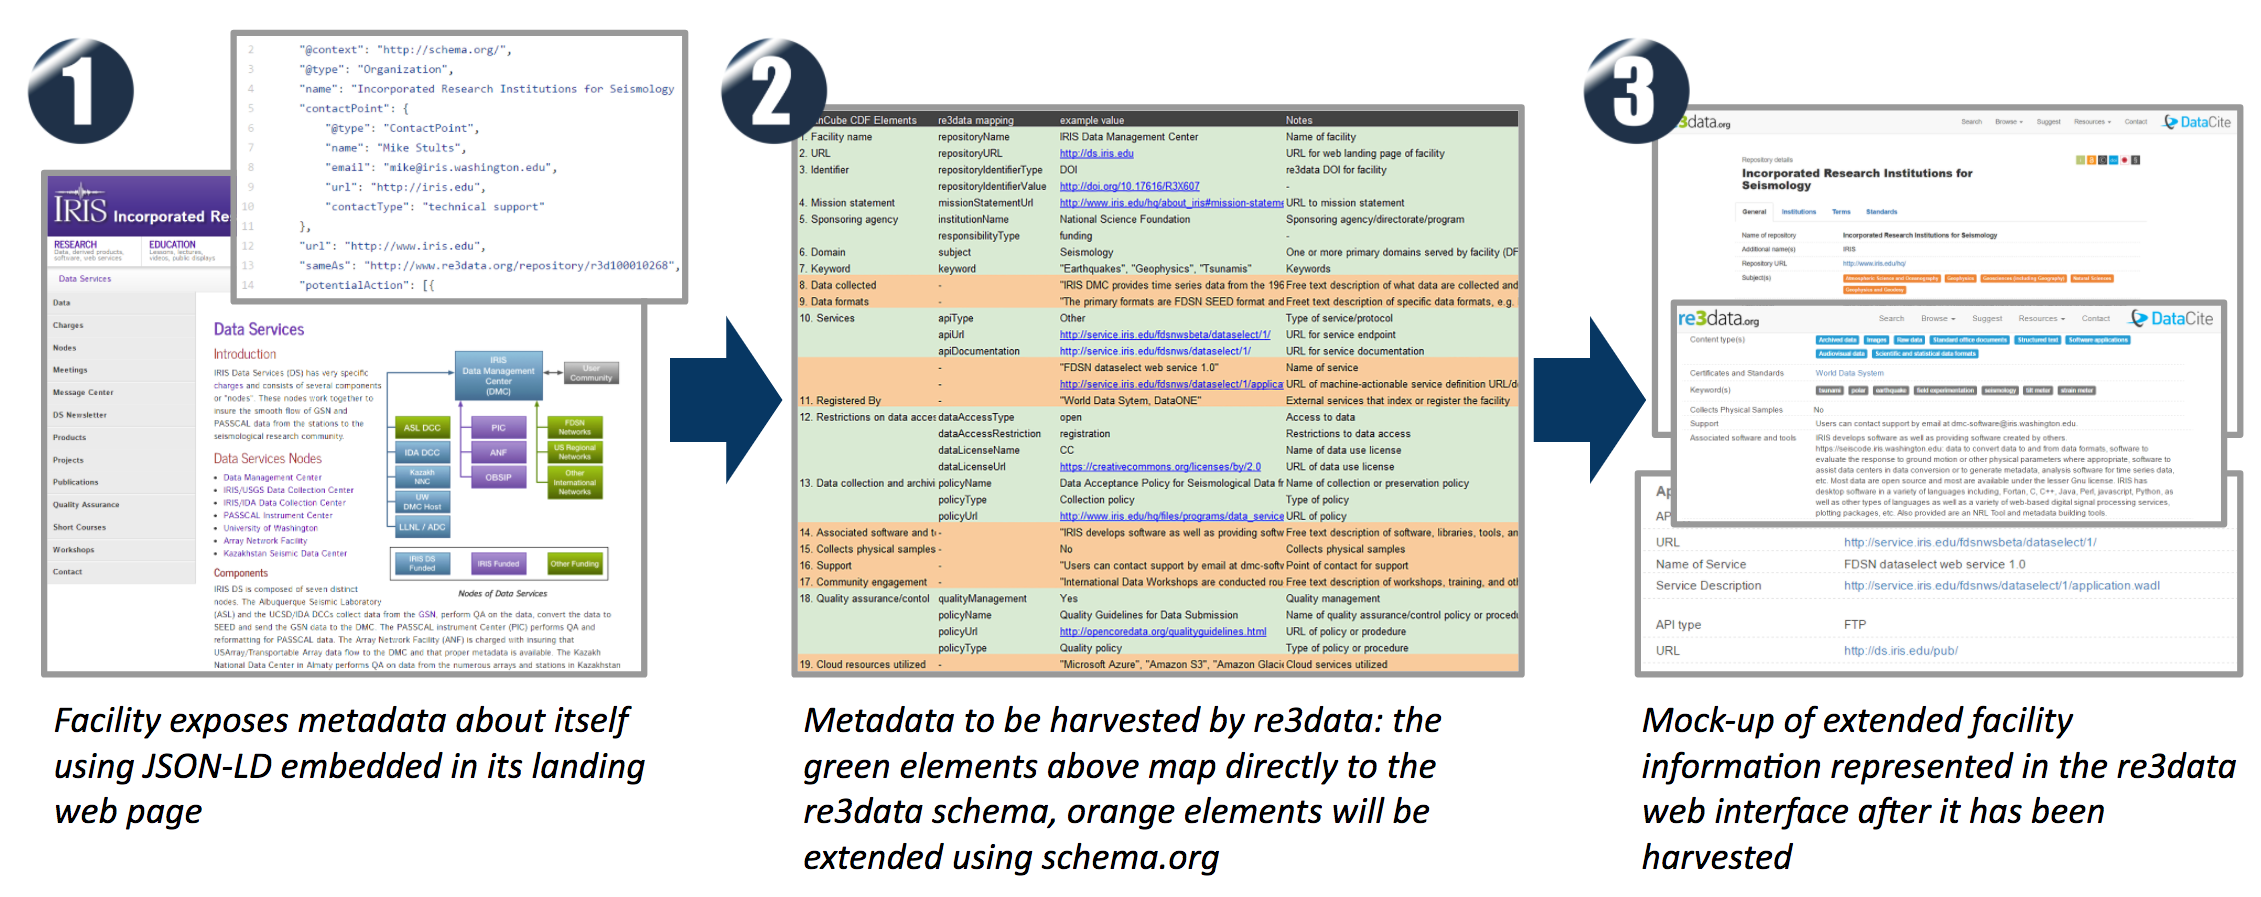 1
2 "@context": "http://schema.org/",
3 "@type": "Organization",
4 "name": "Incorporated Research Institutions for Seismology
5 "contactPoint": {
6 "@type": "ContactPoint",
7 "name": "Mike Stults",
8 "email": "mike@iris.washington.edu",
9 "url": "http://iris.edu",
10 "contactType": "technical support"
11 },
12 "url": "http://www.iris.edu",
13 "sameAs": "http://www.re3data.org/repository/r3d100010268",
14 "potentialAction": [{
IRIS Incorporated Re
RESEARCH
Data, derived products,
software, web services
EDUCATION
Lessons, lectures,
videos, public displays
Data Services
Data
Charges
Nodes
Meetings
Message Center
DS Newsletter
Products
Projects
Publications
Quality Assurance
Short Courses
Workshops
Contact
Data Services
Introduction
IRIS Data Services (DS) has very specific
charges and consists of several components
or "nodes". These nodes work together to
insure the smooth flow of GSN and
PASSCAL data from the stations to the
seismological research community.
Data Services Nodes
• Data Management Center
• IRIS/USGS Data Collection Center
• IRIS/IDA Data Collection Center
• PASSCAL Instrument Center
• University of Washington
• Array Network Facility
• Kazakhstan Seismic Data Center
Components
IRIS DS is composed of seven distinct
nodes. The Albuquerque Seismic Laboratory
(ASL) and the UCSD/IDA DCCs collect data from the GSN, perform QA on the data, convert the data to
SEED and send the GSN data to the DMC. The PASSCAL instrument Center (PIC) performs QA and
reformatting for PASSCAL data. The Array Network Facility (ANF) is charged with insuring that
USArray/Transportable Array data flow to the DMC and that proper metadata is available. The Kazakh
National Data Center in Almaty performs QA on data from the numerous arrays and stations in Kazakhstan
IRIS
Data Management
Center
(DMC)
User
Community
ASL DCC
IDA DCC
Kazakh
NNC
UW
DMC Host
LLNL / ADC
PIC
ANF
OBSIP
FDSN
Networks
US Regional
Networks
Other
International
Networks
IRIS DS
Funded
IRIS Funded
Other Funding
Nodes of Data Services
Facility exposes metadata about itself
using JSON-LD embedded in its landing
web page
2
nCube CDF Elements re3data mapping example value Notes
1. Facility name repositoryName IRIS Data Management Center Name of facility
2. URL repositoryURL http://ds.iris.edu URL for web landing page of facility
3. Identifier repositoryIdentifierType DOI re3data DOI for facility
repositoryIdentifierValue http://doi.org/10.17616/R3X607 -
4. Mission statement missionStatementUrl http://www.iris.edu/hq/about_iris#mission-stateme URL to mission statement
5. Sponsoring agency institutionName National Science Foundation Sponsoring agency/directorate/program
responsibilityType funding -
6. Domain subject Seismology One or more primary domains served by facility (DF
7. Keyword keyword "Earthquakes", "Geophysics", "Tsunamis" Keywords
8. Data collected - "IRIS DMC provides time series data from the 196 Free text description of what data are collected and
9. Data formats - "The primary formats are FDSN SEED format and Freet text description of specific data formats, e.g.
10. Services apiType Other Type of service/protocol
apiUrl http://service.iris.edu/fdsnwsbeta/dataselect/1/ URL for service endpoint
apiDocumentation http://service.iris.edu/fdsnws/dataselect/1/ URL for service documentation
- "FDSN dataselect web service 1.0" Name of service
- http://service.iris.edu/fdsnws/dataselect/1/applica URL of machine-actionable service definition URL/d
11. Registered By - "World Data Sytem, DataONE" External services that index or register the facility
12. Restrictions on data acces dataAccessType open Access to data
dataAccessRestriction registration Restrictions to data access
dataLicenseName CC Name of data use license
dataLicenseUrl https://creativecommons.org/licenses/by/2.0 URL of data use license
13. Data collection and archivi policyName Data Acceptance Policy for Seismological Data fr Name of collection or preservation policy
policyType Collection policy Type of policy
policyUrl http://www.iris.edu/hq/files/programs/data_service URL of policy
14. Associated software and t - "IRIS develops software as well as providing softw Free text description of software, libraries, tools, an
15. Collects physical samples - No Collects physical samples
16. Support - "Users can contact support by email at dmc-softv Point of contact for support
17. Community engagement - "International Data Workshops are conducted rou Free text description of workshops, training, and ot
18. Quality assurance/contol qualityManagement Yes Quality management
policyName Quality Guidelines for Data Submission Name of quality assurance/control policy or procedu
policyUrl http://opencoredata.org/qualityguidelines.html URL of policy or prodedure
policyType Quality policy Type of policy or procedure
19. Cloud resources utilized - "Microsoft Azure", "Amazon S3", "Amazon Glaci Cloud services utilized
Metadata to be harvested by re3data: the
green elements above map directly to the
re3data schema, orange elements will be
extended using schema.org
3
re3data.org Search Browse Suggest Resources Contact DataCite
Repository details
Incorporated Research Institutions for
Seismology
General Institutions Terms Standards
Name of repository Incorporated Research Institutions for Seismology
Additional name(s) IRIS
Repository URL http://www.iris.edu/hq/
Subject(s) Atmospheric Science and Oceanography Geophysics Geosciences (including Geography) Natural Sciences
Geophysics and Geodesy
re3data.org Search Browse Suggest Resources Contact DataCite
Content type(s) Archived data Images Raw data Standard office documents Structured text Software applications
Audiovisual data Scientific and statistical data formats
Certificates and Standards World Data System
Keyword(s) tsunami polar earthquake field experimentation seismology tilt meter strain meter
Collects Physical Samples No
Support Users can contact support by email at dmc-software@iris.washington.edu.
Associated software and tools IRIS develops software as well as providing software created by others.
https://seiscode.iris.washington.edu: data to convert data to and from data formats, software to
evaluate the response to ground motion or other physical parameters where appropriate, software to
assist data centers in data conversion or to generate metadata, analysis software for time series data,
etc. Most data are open source and most are available under the lesser Gnu license. IRIS has
desktop software in a variety of languages including, Fortan, C, C++, Java, Perl, javascript, Python, as
well as other types of languages as well as a variety of web-based digital signal processing services,
plotting packages, etc. Also provided are an NRL Tool and metadata building tools.
Ap
AP
URL http://service.iris.edu/fdsnwsbeta/dataselect/1/
Name of Service FDSN dataselect web service 1.0
Service Description http://service.iris.edu/fdsnws/dataselect/1/application.wadl
API type FTP
URL http://ds.iris.edu/pub/
Mock-up of extended facility
information represented in the re3data
web interface after it has been
harvested